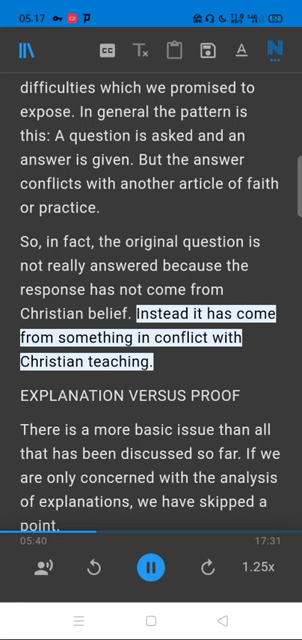 05.17
11.0
KB/S
52
CC
difficulties which we promised to
expose. In general the pattern is
this: A question is asked and an
answer is given. But the answer
conflicts with another article of faith
or practice.
So, in fact, the original question is
not really answered because the
response has not come from
Christian belief. Instead it has come
from something in conflict with
Christian teaching.
EXPLANATION VERSUS PROOF
There is a more basic issue than all
that has been discussed so far. If we
are only concerned with the analysis
of explanations, we have skipped a
point.
05:40
17:31
1.25x